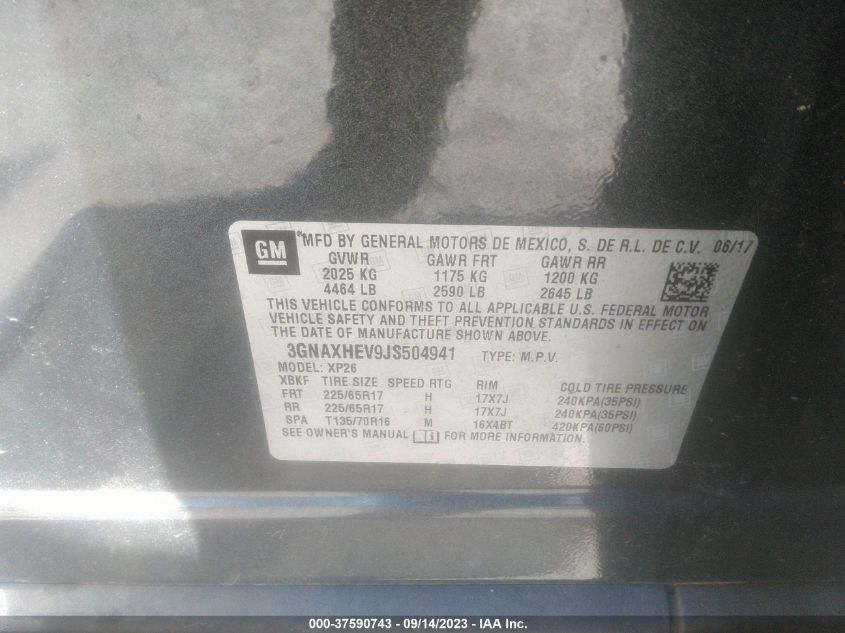 GM
MFD BY GENERAL MOTORS DE MEXICO, S. DE R.L. DE C.V. 06/17
GVWR GAWR FRT GAWR RR
2025 KG 1175 KG 1200 KG
4464 LB 2590 LB 2645 LB
THIS VEHICLE CONFORMS TO ALL APPLICABLE U.S. FEDERAL MOTOR
VEHICLE SAFETY AND THEFT PREVENTION STANDARDS IN EFFECT ON
THE DATE OF MANUFACTURE SHOWN ABOVE.
3GNAXHEV9JS504941 TYPE: M.P.V.
MODEL: XP26
XBKF TIRE SIZE SPEED RTG RIM COLD TIRE PRESSURE
FRT 225/65R17 H 17X7J 240KPA(35PSI)
RR 225/65R17 H 17X7J 240KPA(35PSI)
SPA T135/70R16 M 16X4BT 420KPA(60PSI)
SEE OWNER'S MANUAL FOR MORE INFORMATION.
000-37590743 - 09/14/2023 - IAA Inc.